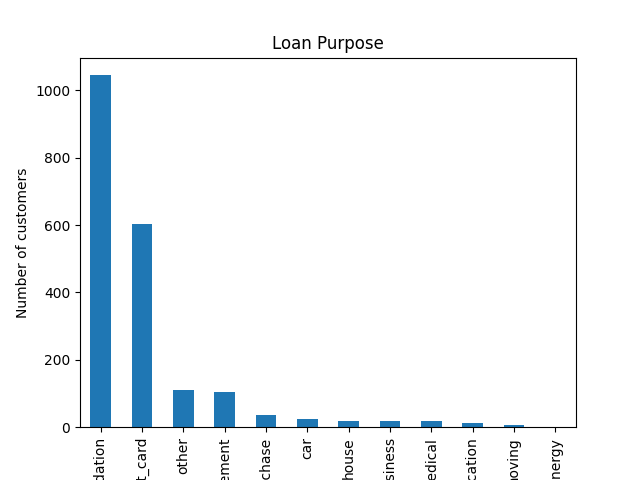 Loan Purpose
Number of customers
1000
800
600
400
200
0
dation
t_card
other
ement
chase
car
house
siness
edical
cation
oving
nergy